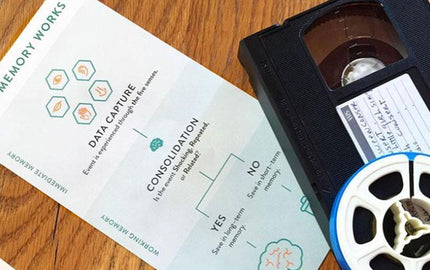 MEMORY WORKS
DATA CAPTURE
Event is experienced through the five senses.
IMMEDIATE MEMORY
CONSOLIDATION
Is the event Shocking, Repeated,
or Related?
YES
Save in long-term
memory.
NO
Save in short-term
memory.
WORKING MEMORY